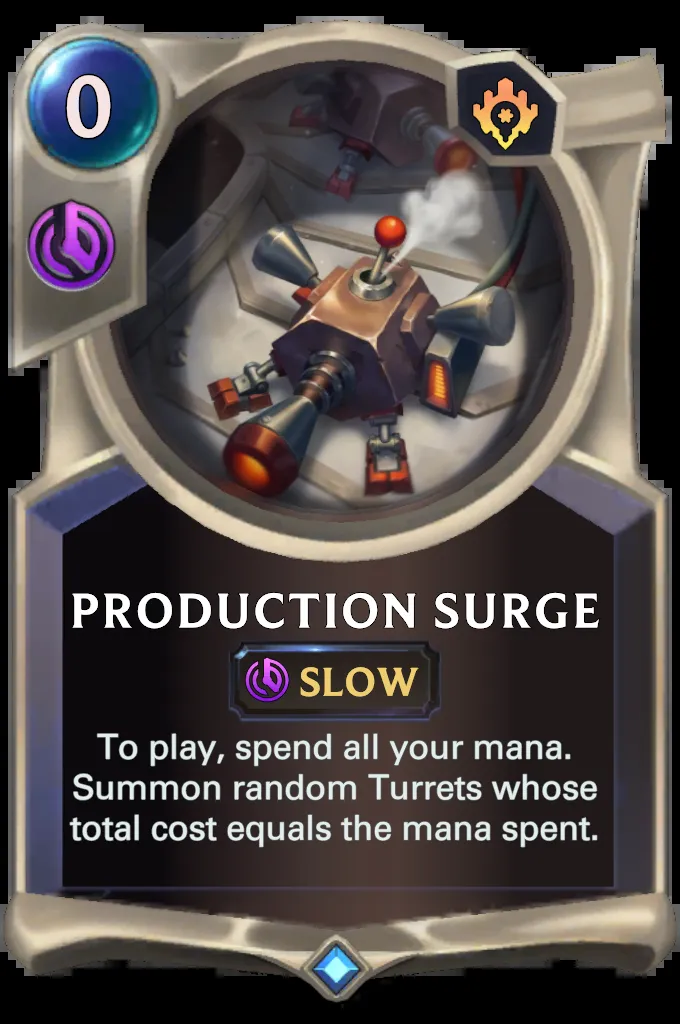 0
PRODUCTION SURGE
SLOW
To play, spend all your mana.
Summon random Turrets whose
total cost equals the mana spent.